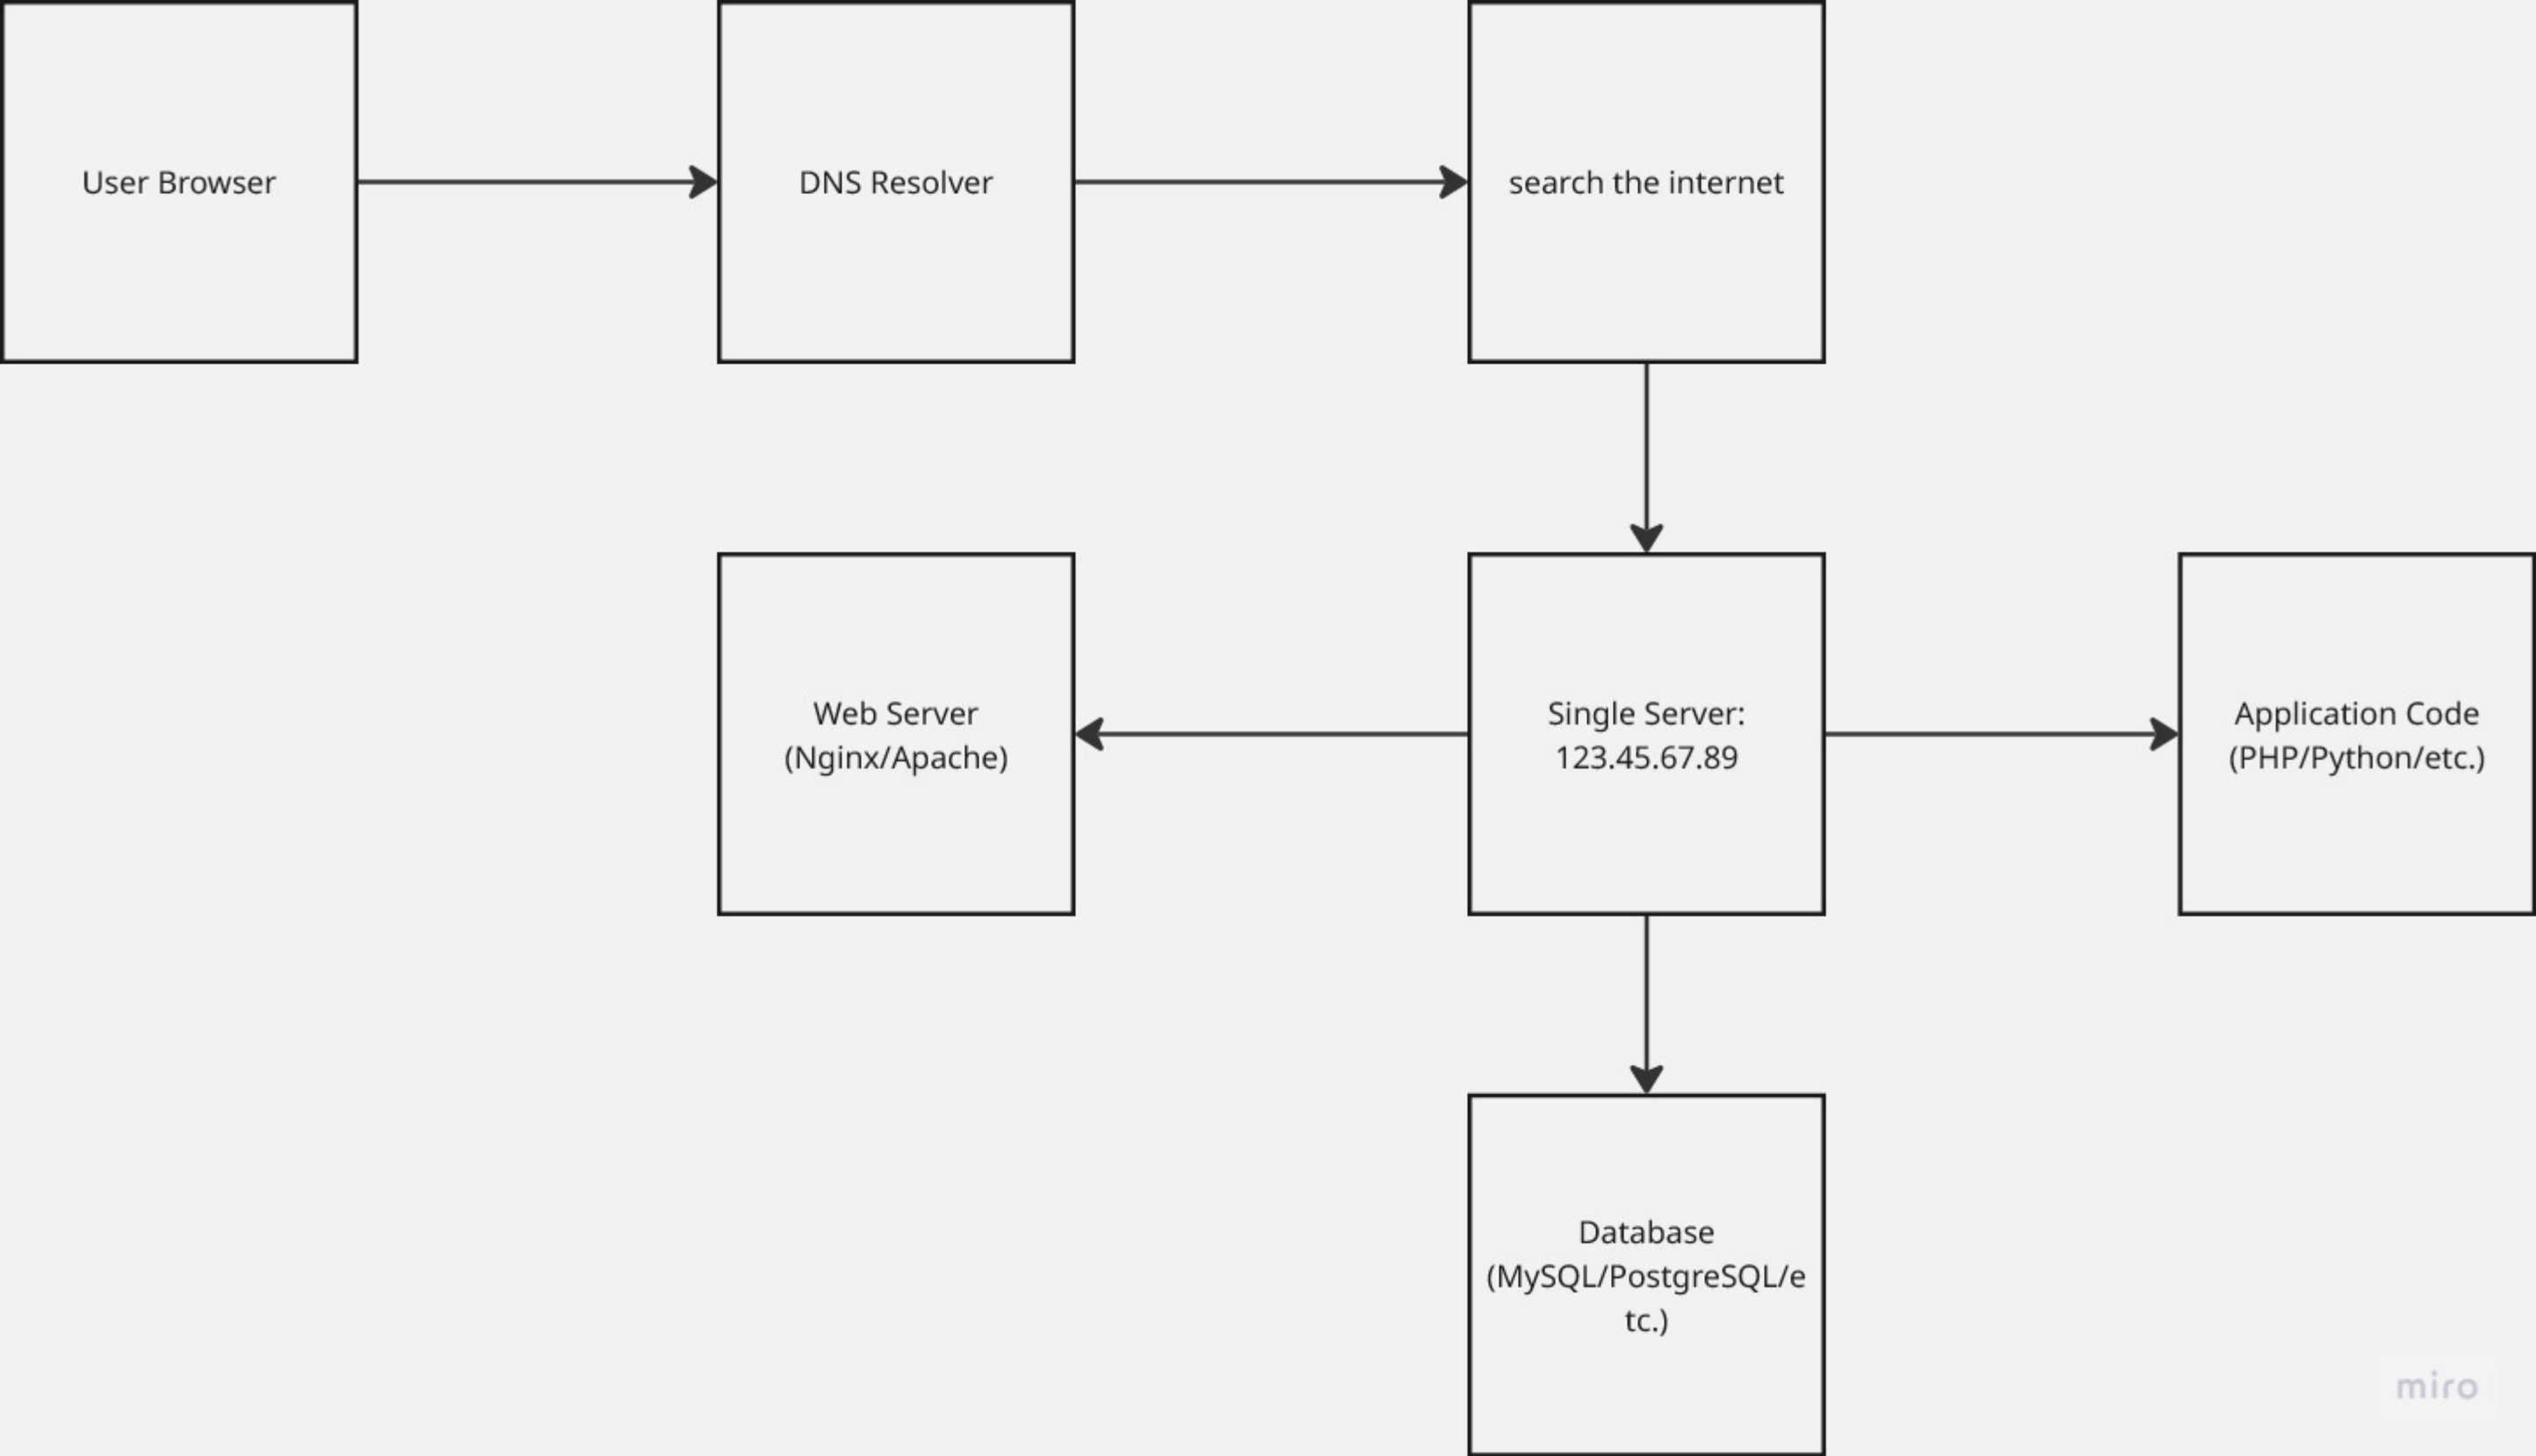 User Browser
DNS Resolver
search the internet
Web Server
(Nginx/Apache)
Single Server:
123.45.67.89
Application Code
(PHP/Python/etc.)
Database
(MySQL/PostgreSQL/e
tc.)
miro